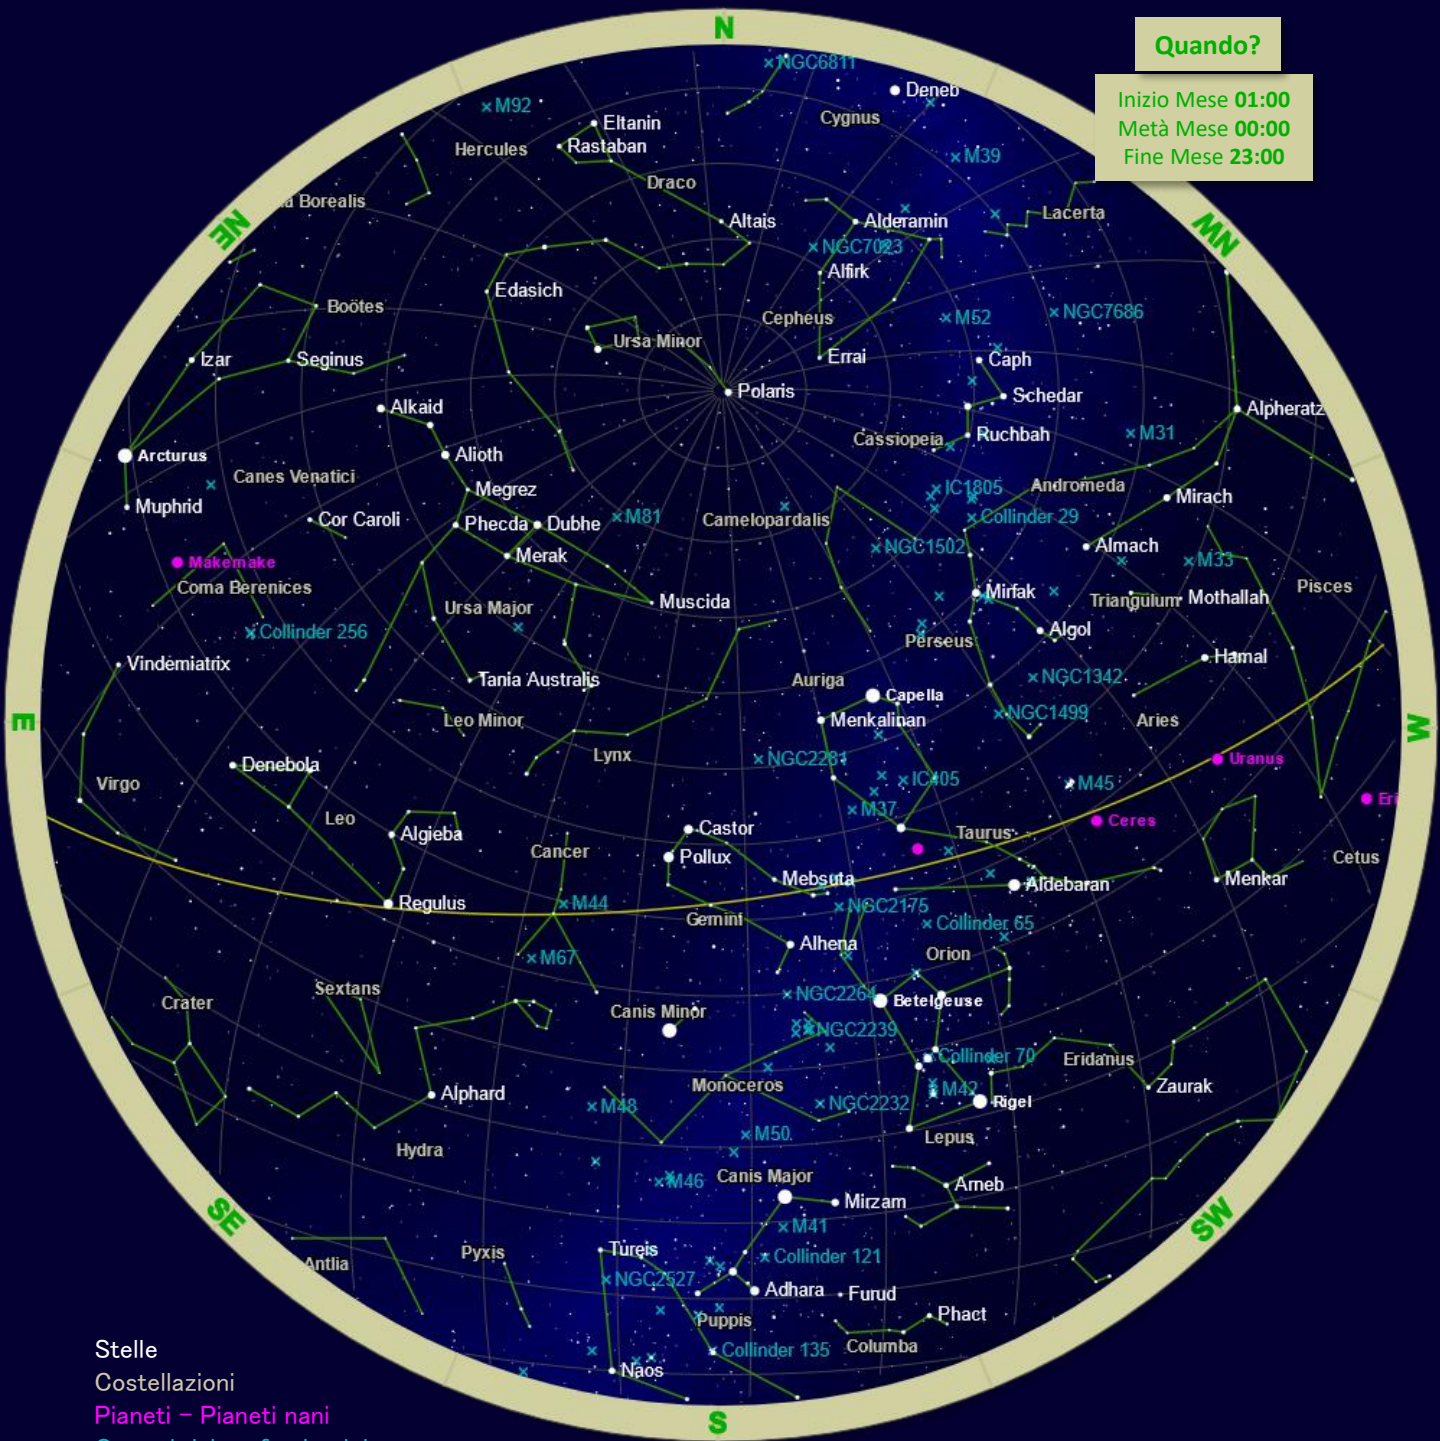 N
Quando?
Inizio Mese 01:00
Metà Mese 00:00
Fine Mese 23:00
NGC6811
Deneb
M92
Eltanin
Cygnus
Hercules
Rastaban
M39
Draco
a Borealis
Lacerta
NE
Altais
Alderamin
NW
NGC7023
Alfirk
Edasich
Boötes
Cepheus
M52
NGC7686
Ursa Minor
Izar
Seginus
Errai
Caph
Polaris
Schedar
Alkaid
Alpheratz
Ruchbah
M31
Cassiopeia
Arcturus
Alioth
Canes Venatici
Megrez
IC1805
Andromeda
Mirach
Muphrid
Cor Caroli
Phecda
Dubhe
M81
Camelopardalis
Collinder 29
NGC1502
Almach
Merak
M33
Makemake
Coma Berenices
Pisces
Mirfak
Triangulum
Mothallah
Ursa Major
Muscida
Collinder 256
Algol
Perseus
Vindemiatrix
Hamal
Tania Australis
Auriga
Capella
NGC1342
Leo Minor
Menkalinan
NGC1499
Aries
E
W
Lynx
NGC2281
Uranus
Denebola
Virgo
IC405
M45
Eri
Leo
M37
Ceres
Algieba
Castor
Taurus
Cancer
Pollux
Cetus
Mebsuta
Aldebaran
Menkar
Regulus
M44
NGC2175
Gemini
Collinder 65
Alhena
M67
Orion
Sextans
Crater
NGC2264
Betelgeuse
Canis Minor
NGC2239
Collinder 70
Eridanus
Monoceros
Zaurak
Alphard
M42
M48
NGC2232
Rigel
M50
Lepus
Hydra
Canis Major
M46
Arneb
Mirzam
SE
SW
M41
Tureis
Pyxis
Collinder 121
Antlia
NGC2527
Adhara
Furud
Phact
Puppis
Columba
Collinder 135
Naos
Stelle
Costellazioni
Pianeti – Pianeti nani
S